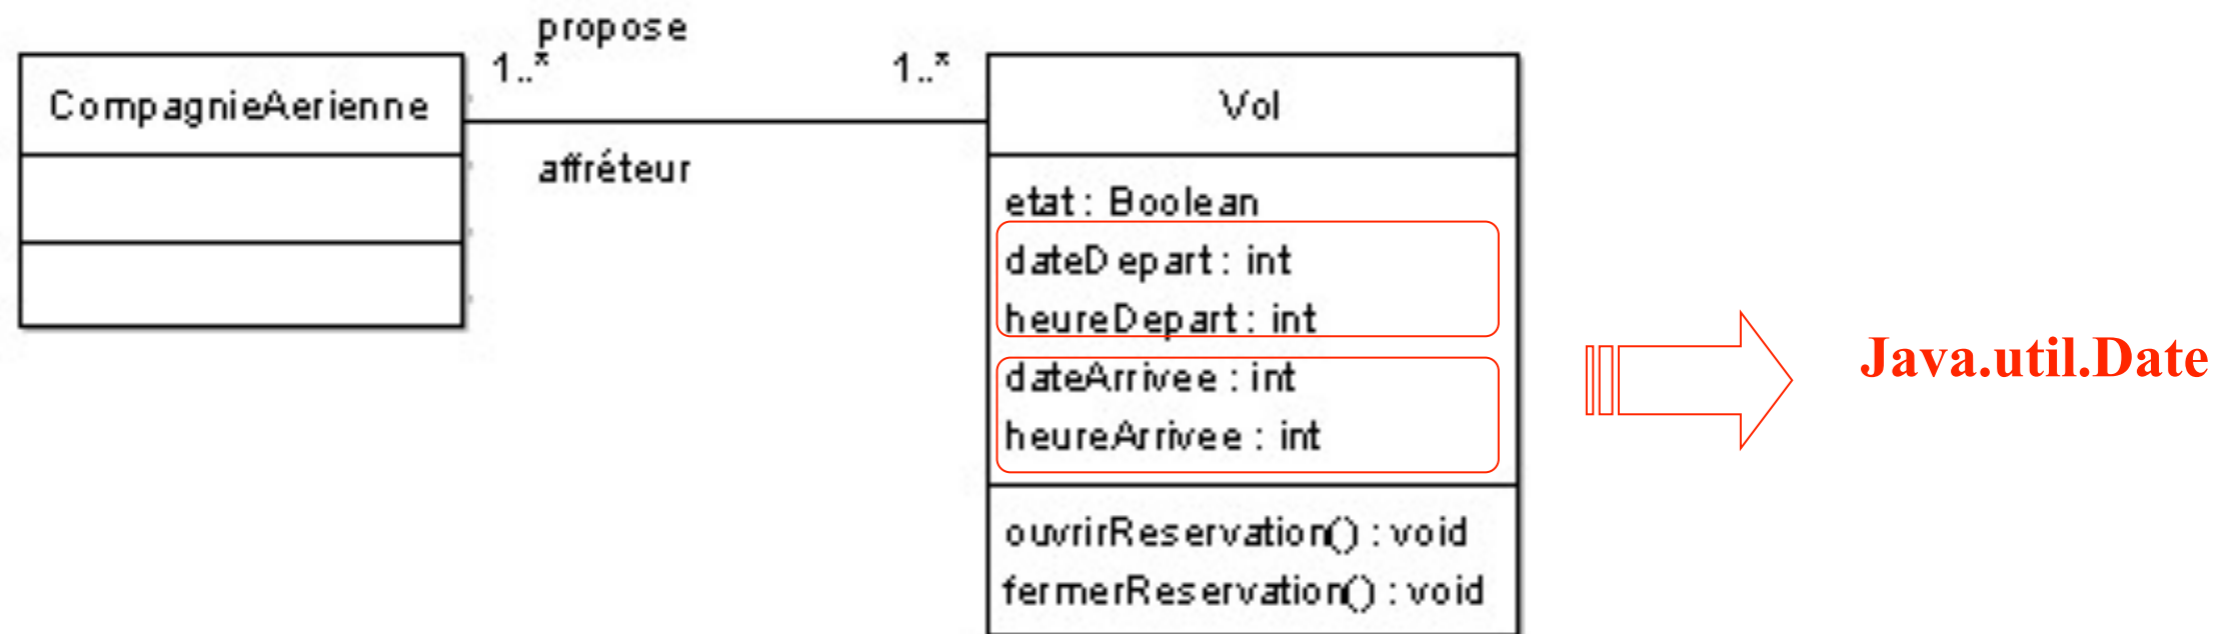 propose
1..*
1..*
CompagnieAerienne
Vol
affréteur
etat : Boolean
dateDepart : int
heureDepart : int
dateArrivee : int
heureArrivee : int
Java.util.Date
ouvrirReservation() : void
fermerReservation() : void